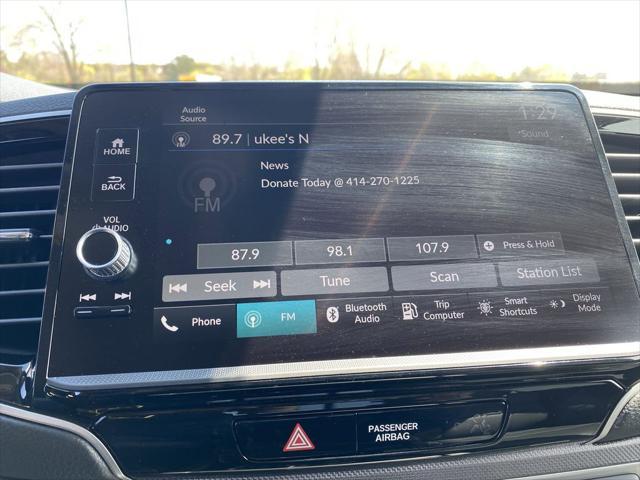 Audio
Source
1:29
HOME
FM
89.7 | ukee's N
Sound
BACK
News
Donate Today @ 414-270-1225
FM
VOL
AUDIO
87.9
98.1
107.9
Press & Hold
Seek
Tune
Scan
Station List
Phone
FM
Bluetooth
Audio
Trip
Computer
Smart
Shortcuts
Display
Mode
PASSENGER
AIRBAG